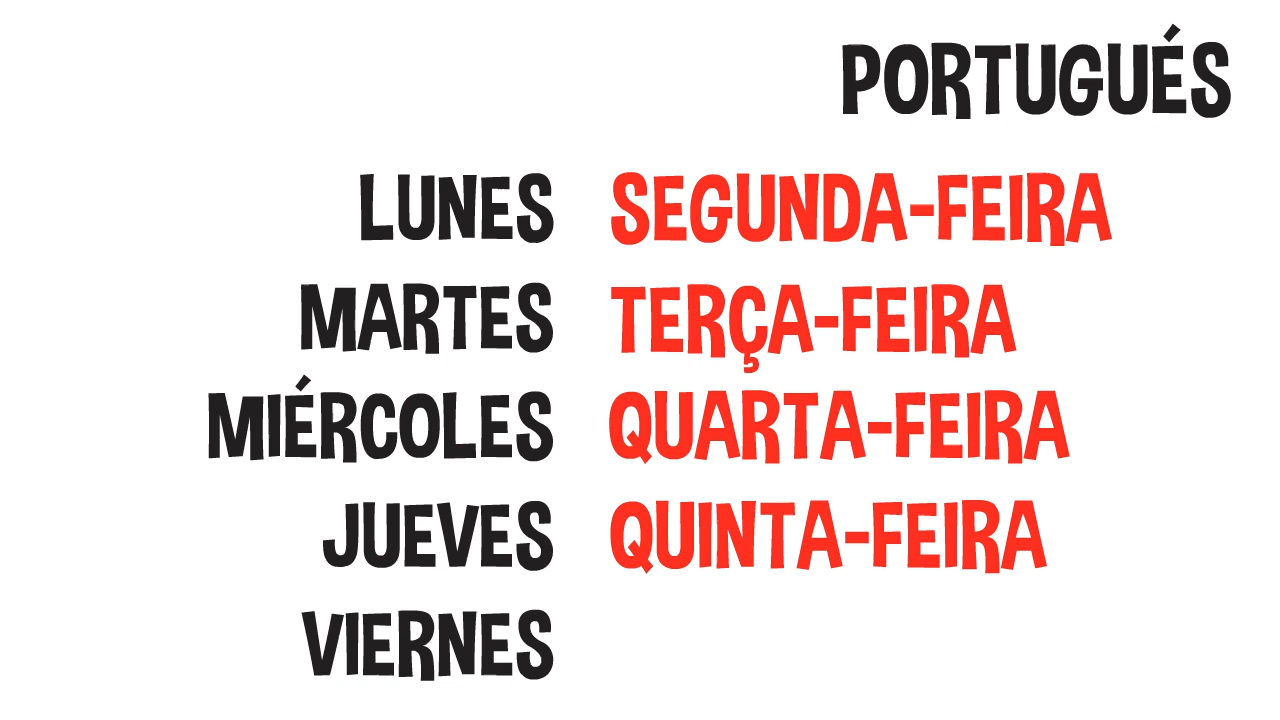 PORTUGUÉS
LUNES SEGUNDA-FEIRA
MARTES TERÇA-FEIRA
MIÉRCOLES QUARTA-FEIRA
JUEVES QUINTA-FEIRA
VIERNES